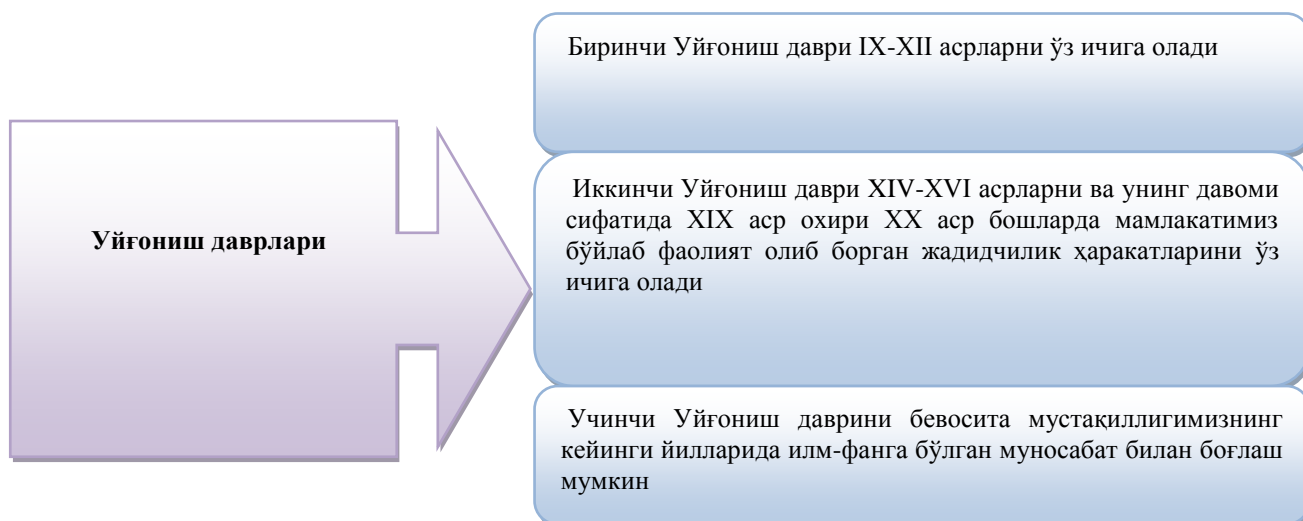 Уйғониш даврлари
Биринчи Уйғониш даври IX-XII асрларни ўз ичига олади
Иккинчи Уйғониш даври XIV-XVI асрларни ва унинг давоми
сифатида XIX аср охири XX аср бошларда мамлакатимиз
бўйлаб фаолият олиб борган жадидчилик ҳаракатларини ўз
ичига олади
Учинчи Уйғониш даврини бевосита мустақиллигимизнинг
кейинги йилларида илм-фанга бўлган муносабат билан боғлаш
мумкин